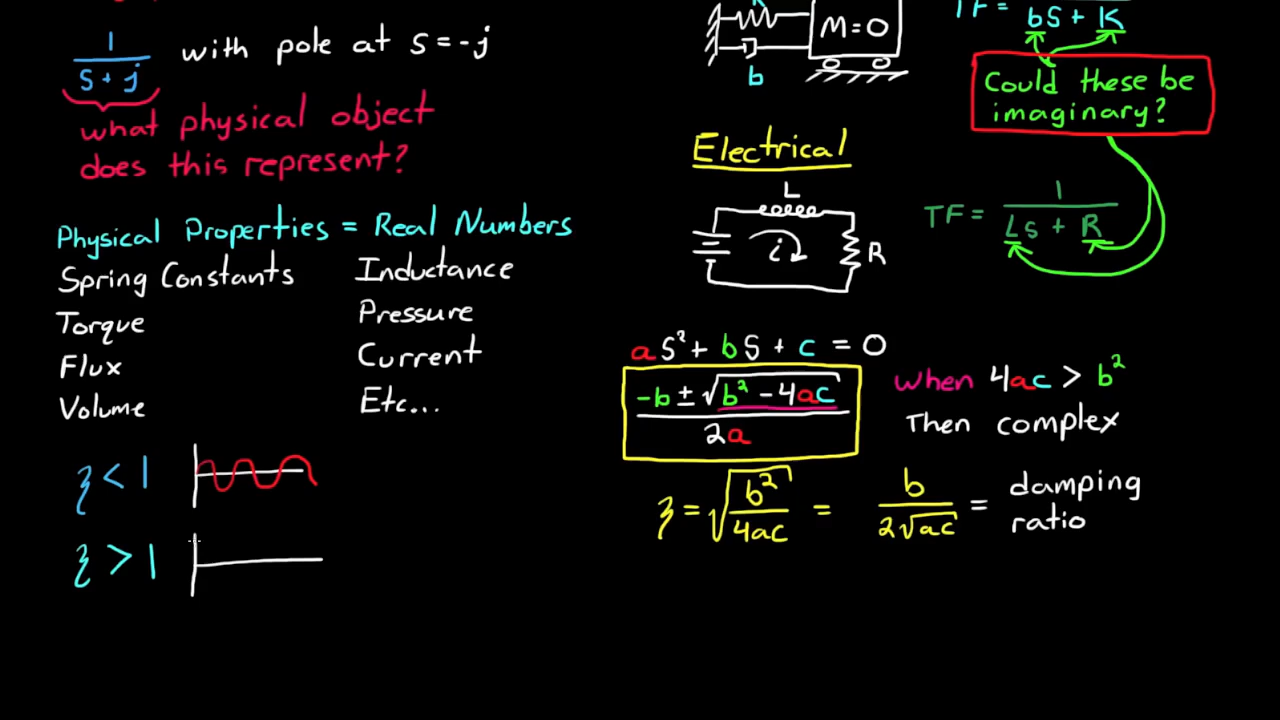 1
S + j
with pole at S = -j
what physical object
does this represent?
Physical Properties = Real Numbers
Spring Constants
Torque
Flux
Volume
Inductance
Pressure
Current
Etc...
ζ < 1
ζ > 1
M=0
b
TF =
bS + K
Could these be
imaginary?
Electrical
L
i
R
TF = 1
Ls + R
aS² + bS + c = 0
-b ± √b² - 4ac
2a
when 4ac > b²
Then complex
ζ = √b²/4ac = b/2√ac = damping
ratio